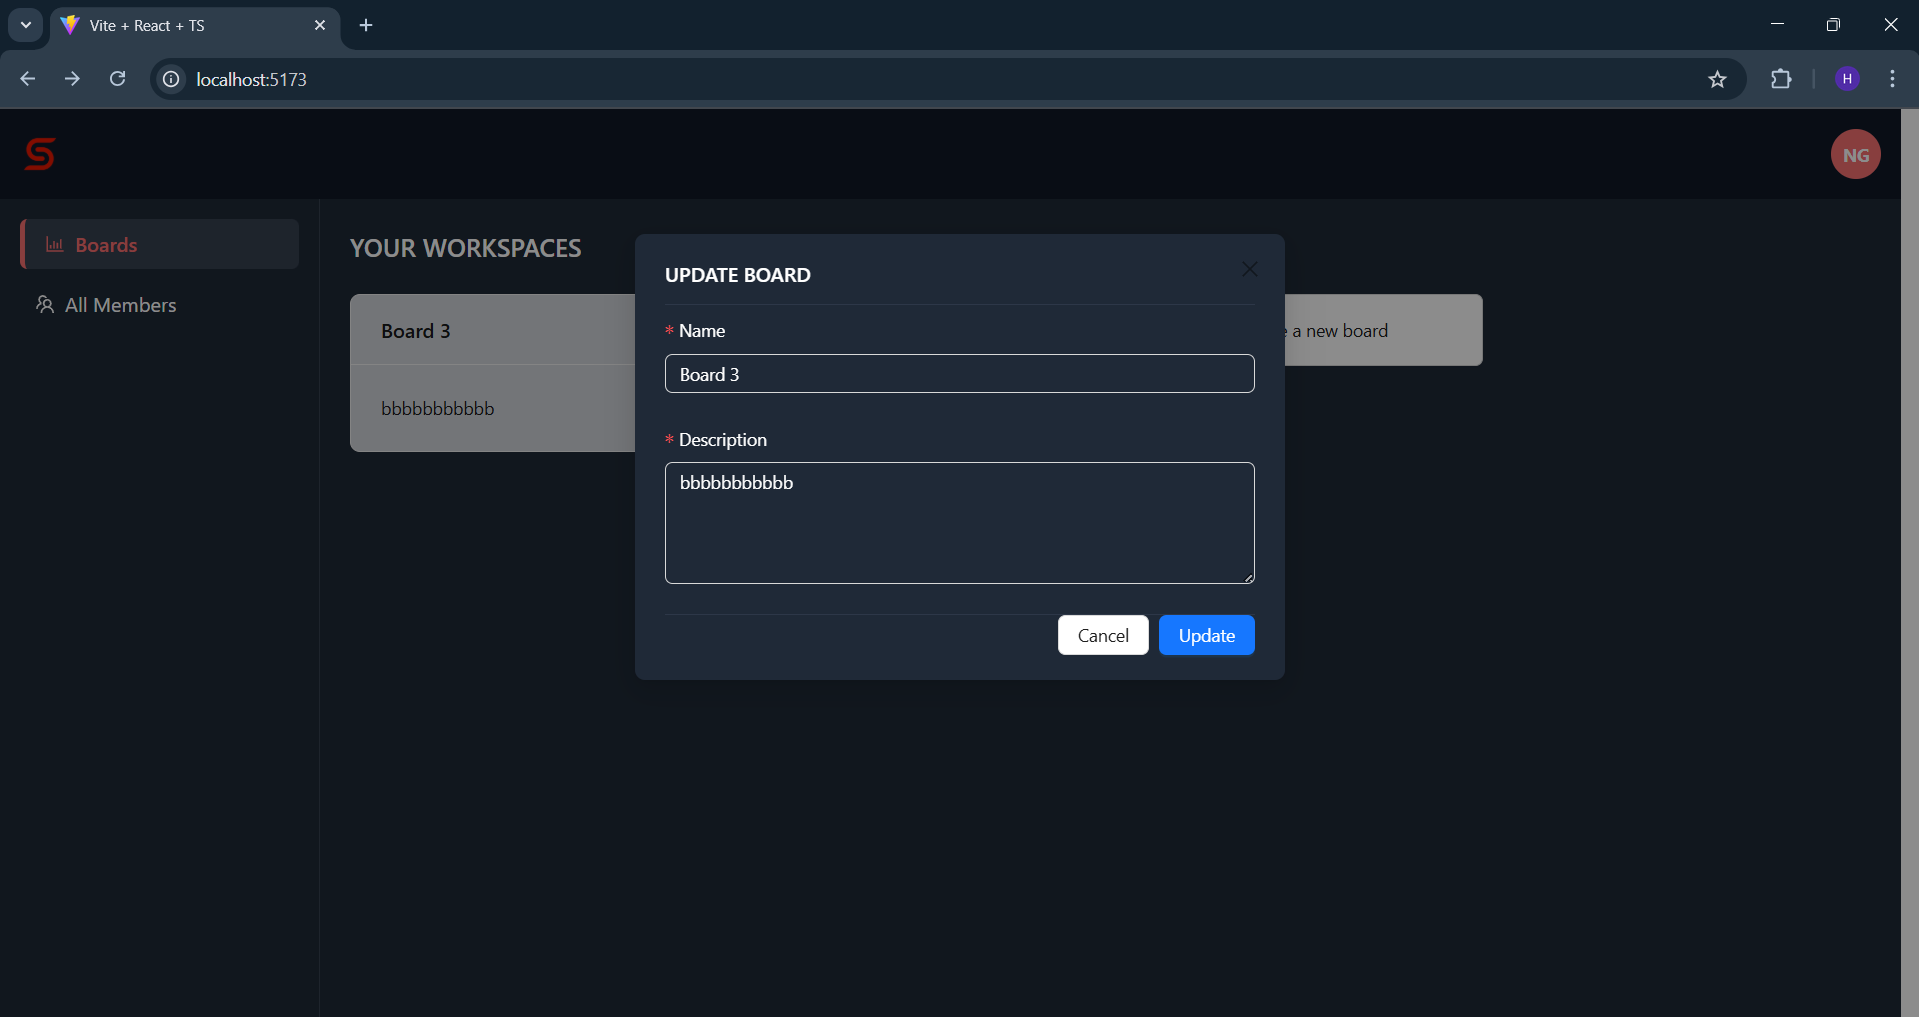 Vite + React + TS
localhost:5173
H
NG
Boards
All Members
YOUR WORKSPACES
Board 3
bbbbbbbbbbb
a new board
UPDATE BOARD
* Name
Board 3
* Description
bbbbbbbbbbb
Cancel
Update